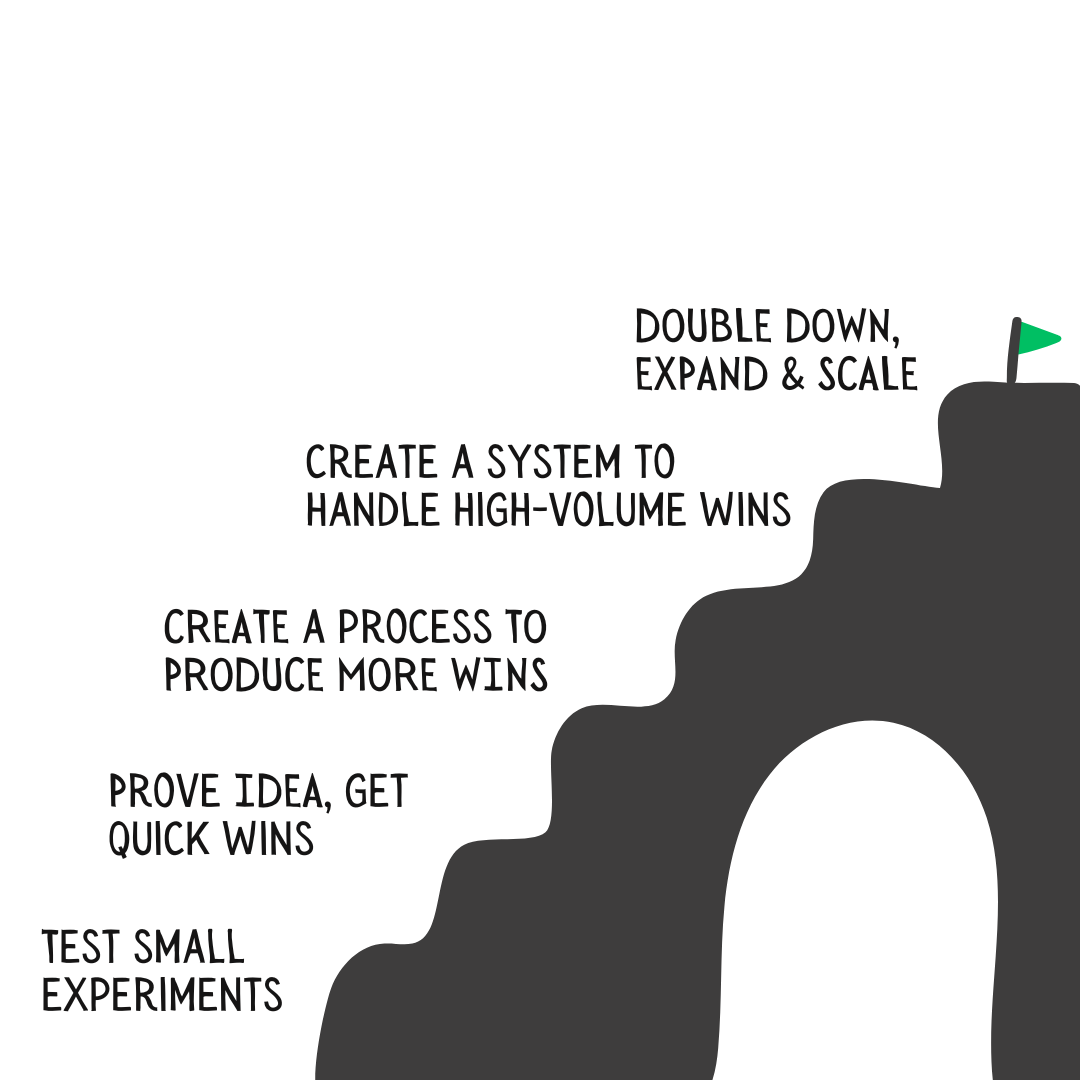 DOUBLE DOWN,
EXPAND & SCALE
CREATE A SYSTEM TO
HANDLE HIGH-VOLUME WINS
CREATE A PROCESS TO
PRODUCE MORE WINS
PROVE IDEA, GET
QUICK WINS
TEST SMALL
EXPERIMENTS